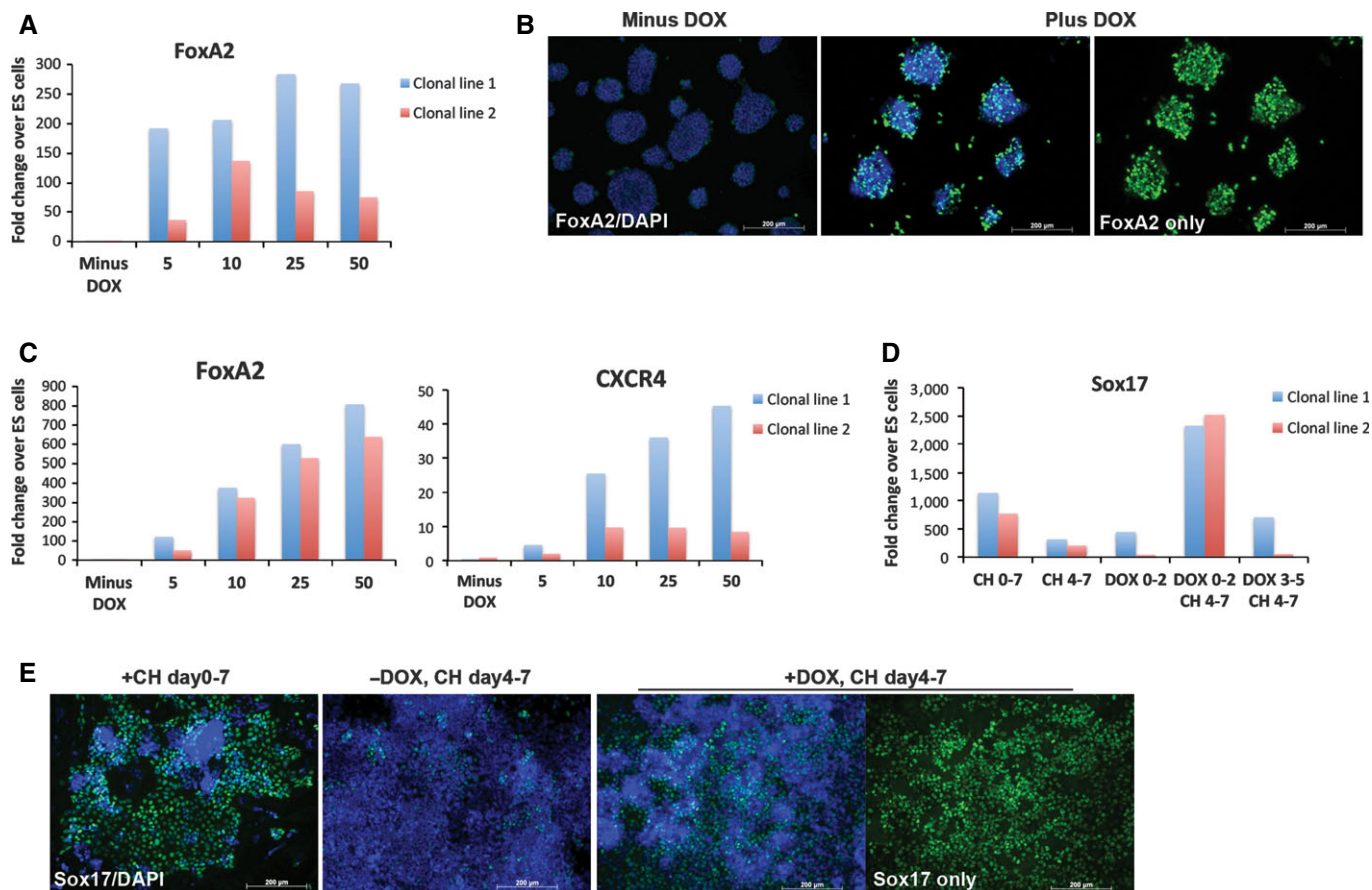 A
FoxA2
Fold change over ES cells
300
250
200
150
100
50
0
Minus DOX
5
10
25
50
Clonal line 1
Clonal line 2
B
Minus DOX
Plus DOX
FoxA2/DAPI
200 µm
200 µm
FoxA2 only
200 µm
C
FoxA2
Fold change over ES cells
900
800
700
600
500
400
300
200
100
0
Minus DOX
5
10
25
50
CXCR4
50
40
30
20
10
0
Minus DOX
5
10
25
50
Clonal line 1
Clonal line 2
D
Sox17
Fold change over ES cells
3,000
2,500
2,000
1,500
1,000
500
0
CH 0-7
CH 4-7
DOX 0-2
DOX 0-2
CH 4-7
DOX 3-5
CH 4-7
Clonal line 1
Clonal line 2
E
+CH day0-7
–DOX, CH day4-7
+DOX, CH day4-7
Sox17/DAPI
200 µm
200 µm
200 µm
Sox17 only
200 µm